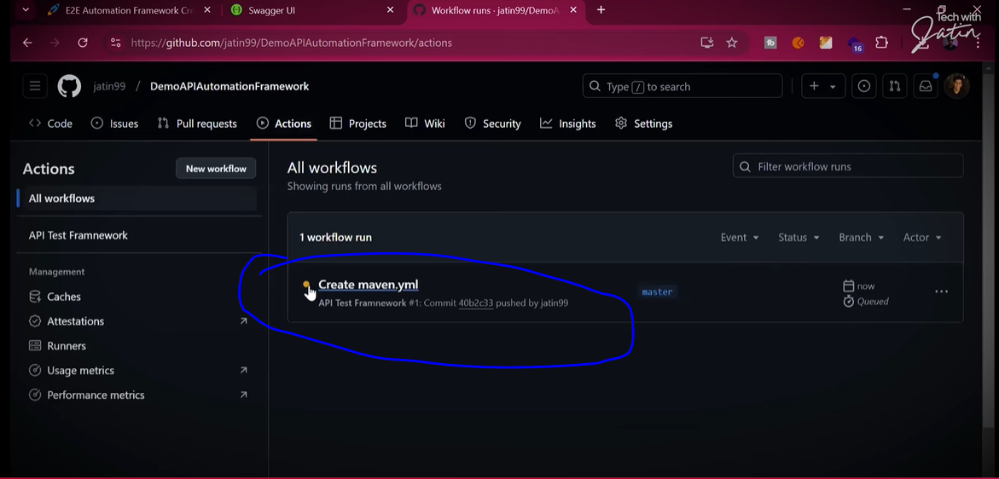 E2E Automation Framework Cre
Swagger UI
Workflow runs · jatin99/DemoA
Tech with
Jatin
https://github.com/jatin99/DemoAPIAutomationFramework/actions
16
jatin99 / DemoAPIAutomationFramework
Type / to search
Code
Issues
Pull requests
Actions
Projects
Wiki
Security
Insights
Settings
Actions
New workflow
All workflows
API Test Framnework
Management
Caches
Attestations
Runners
Usage metrics
Performance metrics
All workflows
Showing runs from all workflows
Filter workflow runs
1 workflow run
Event
Status
Branch
Actor
Create maven.yml
API Test Framnework #1: Commit 40b2c33 pushed by jatin99
master
now
Queued